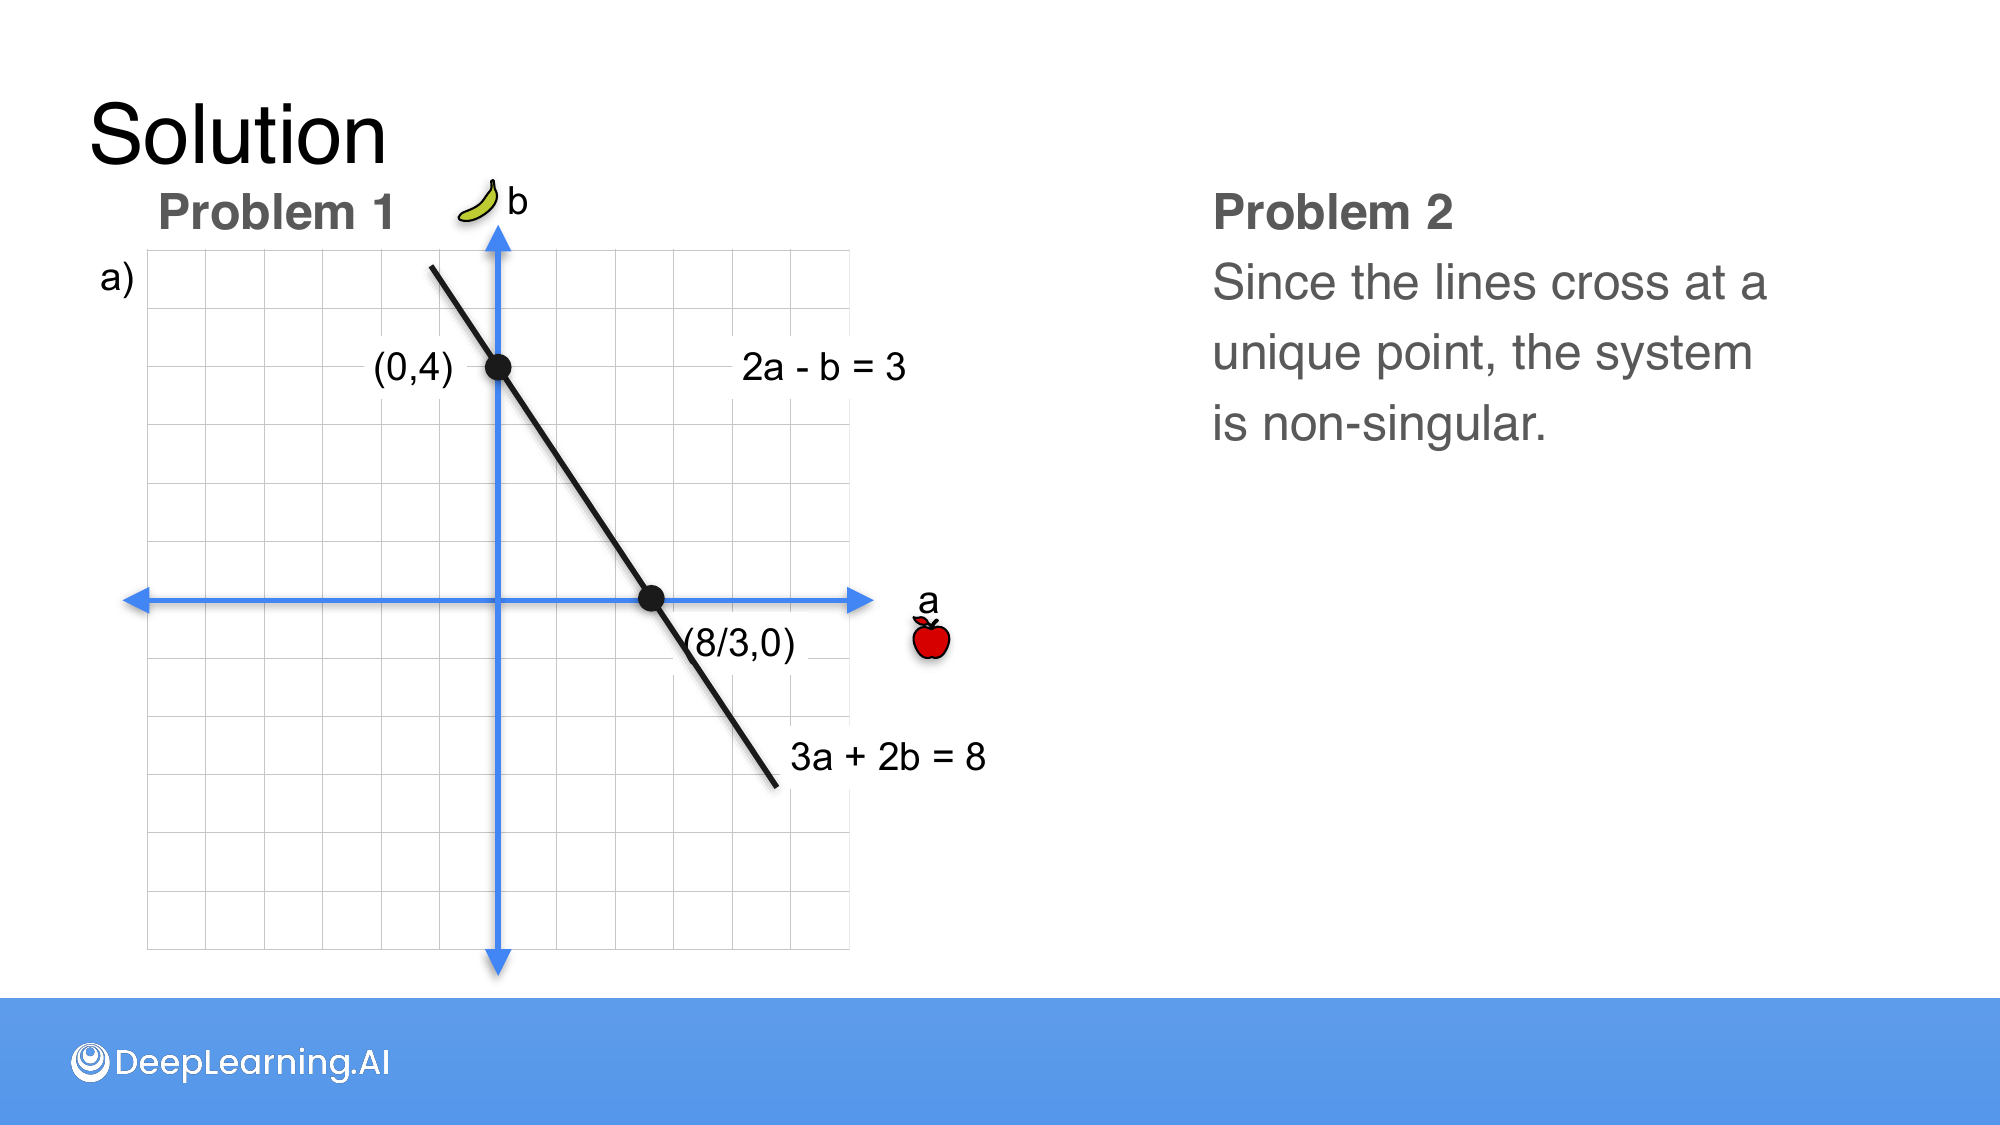 Solution
Problem 1
b
a)
(0,4)
2a - b = 3
a
(8/3,0)
3a + 2b = 8
Problem 2
Since the lines cross at a
unique point, the system
is non-singular.
DeepLearning.AI